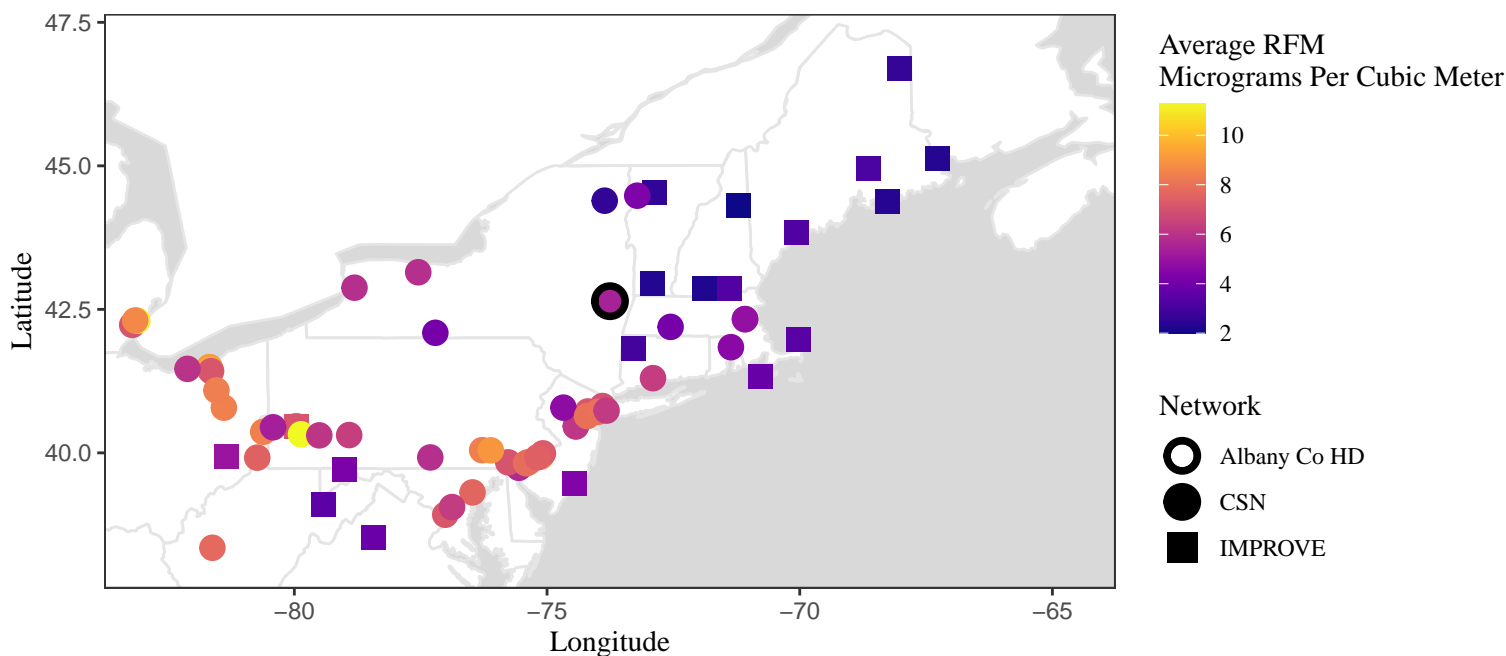 47.5
45.0
42.5
40.0
Latitude
−80
−75
−70
−65
Longitude
Average RFM
Micrograms Per Cubic Meter
10
8
6
4
2
Network
Albany Co HD
CSN
IMPROVE